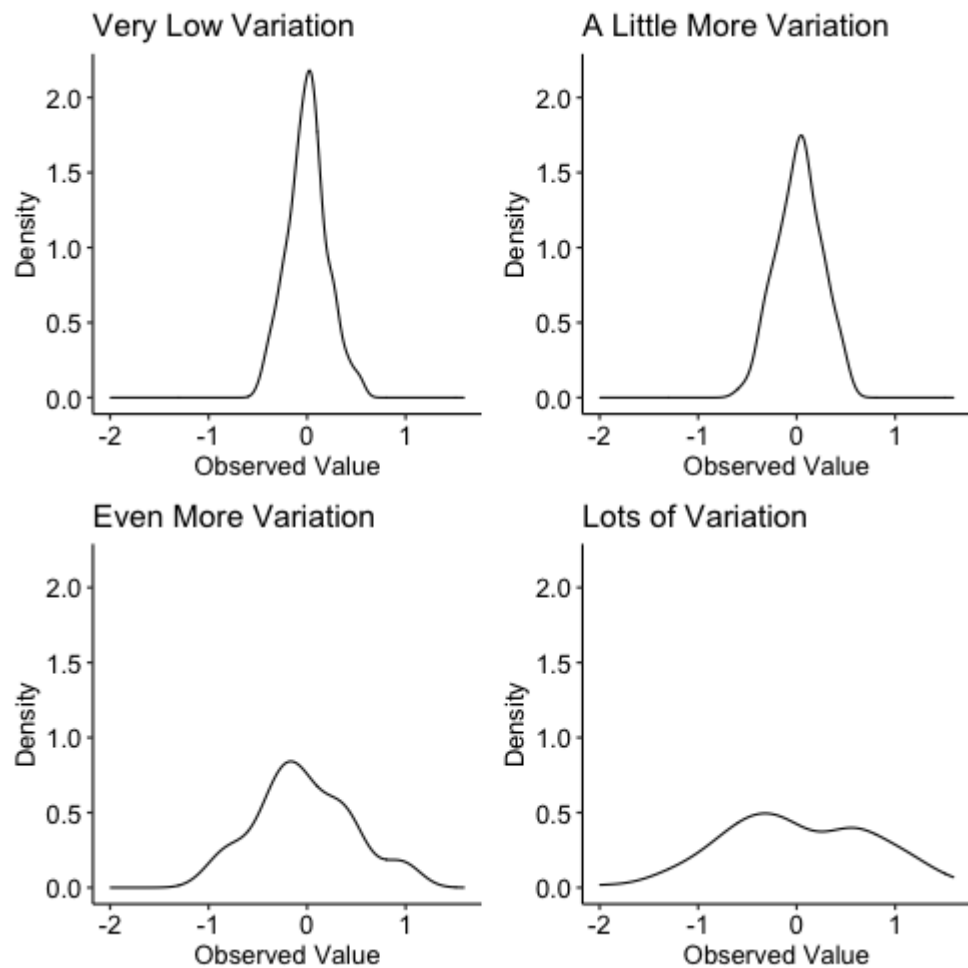 Very Low Variation
2.0
1.5
1.0
0.5
0.0
Density
-2 -1 0 1
Observed Value
A Little More Variation
2.0
1.5
1.0
0.5
0.0
Density
-2 -1 0 1
Observed Value
Even More Variation
2.0
1.5
1.0
0.5
0.0
Density
-2 -1 0 1
Observed Value
Lots of Variation
2.0
1.5
1.0
0.5
0.0
Density
-2 -1 0 1
Observed Value